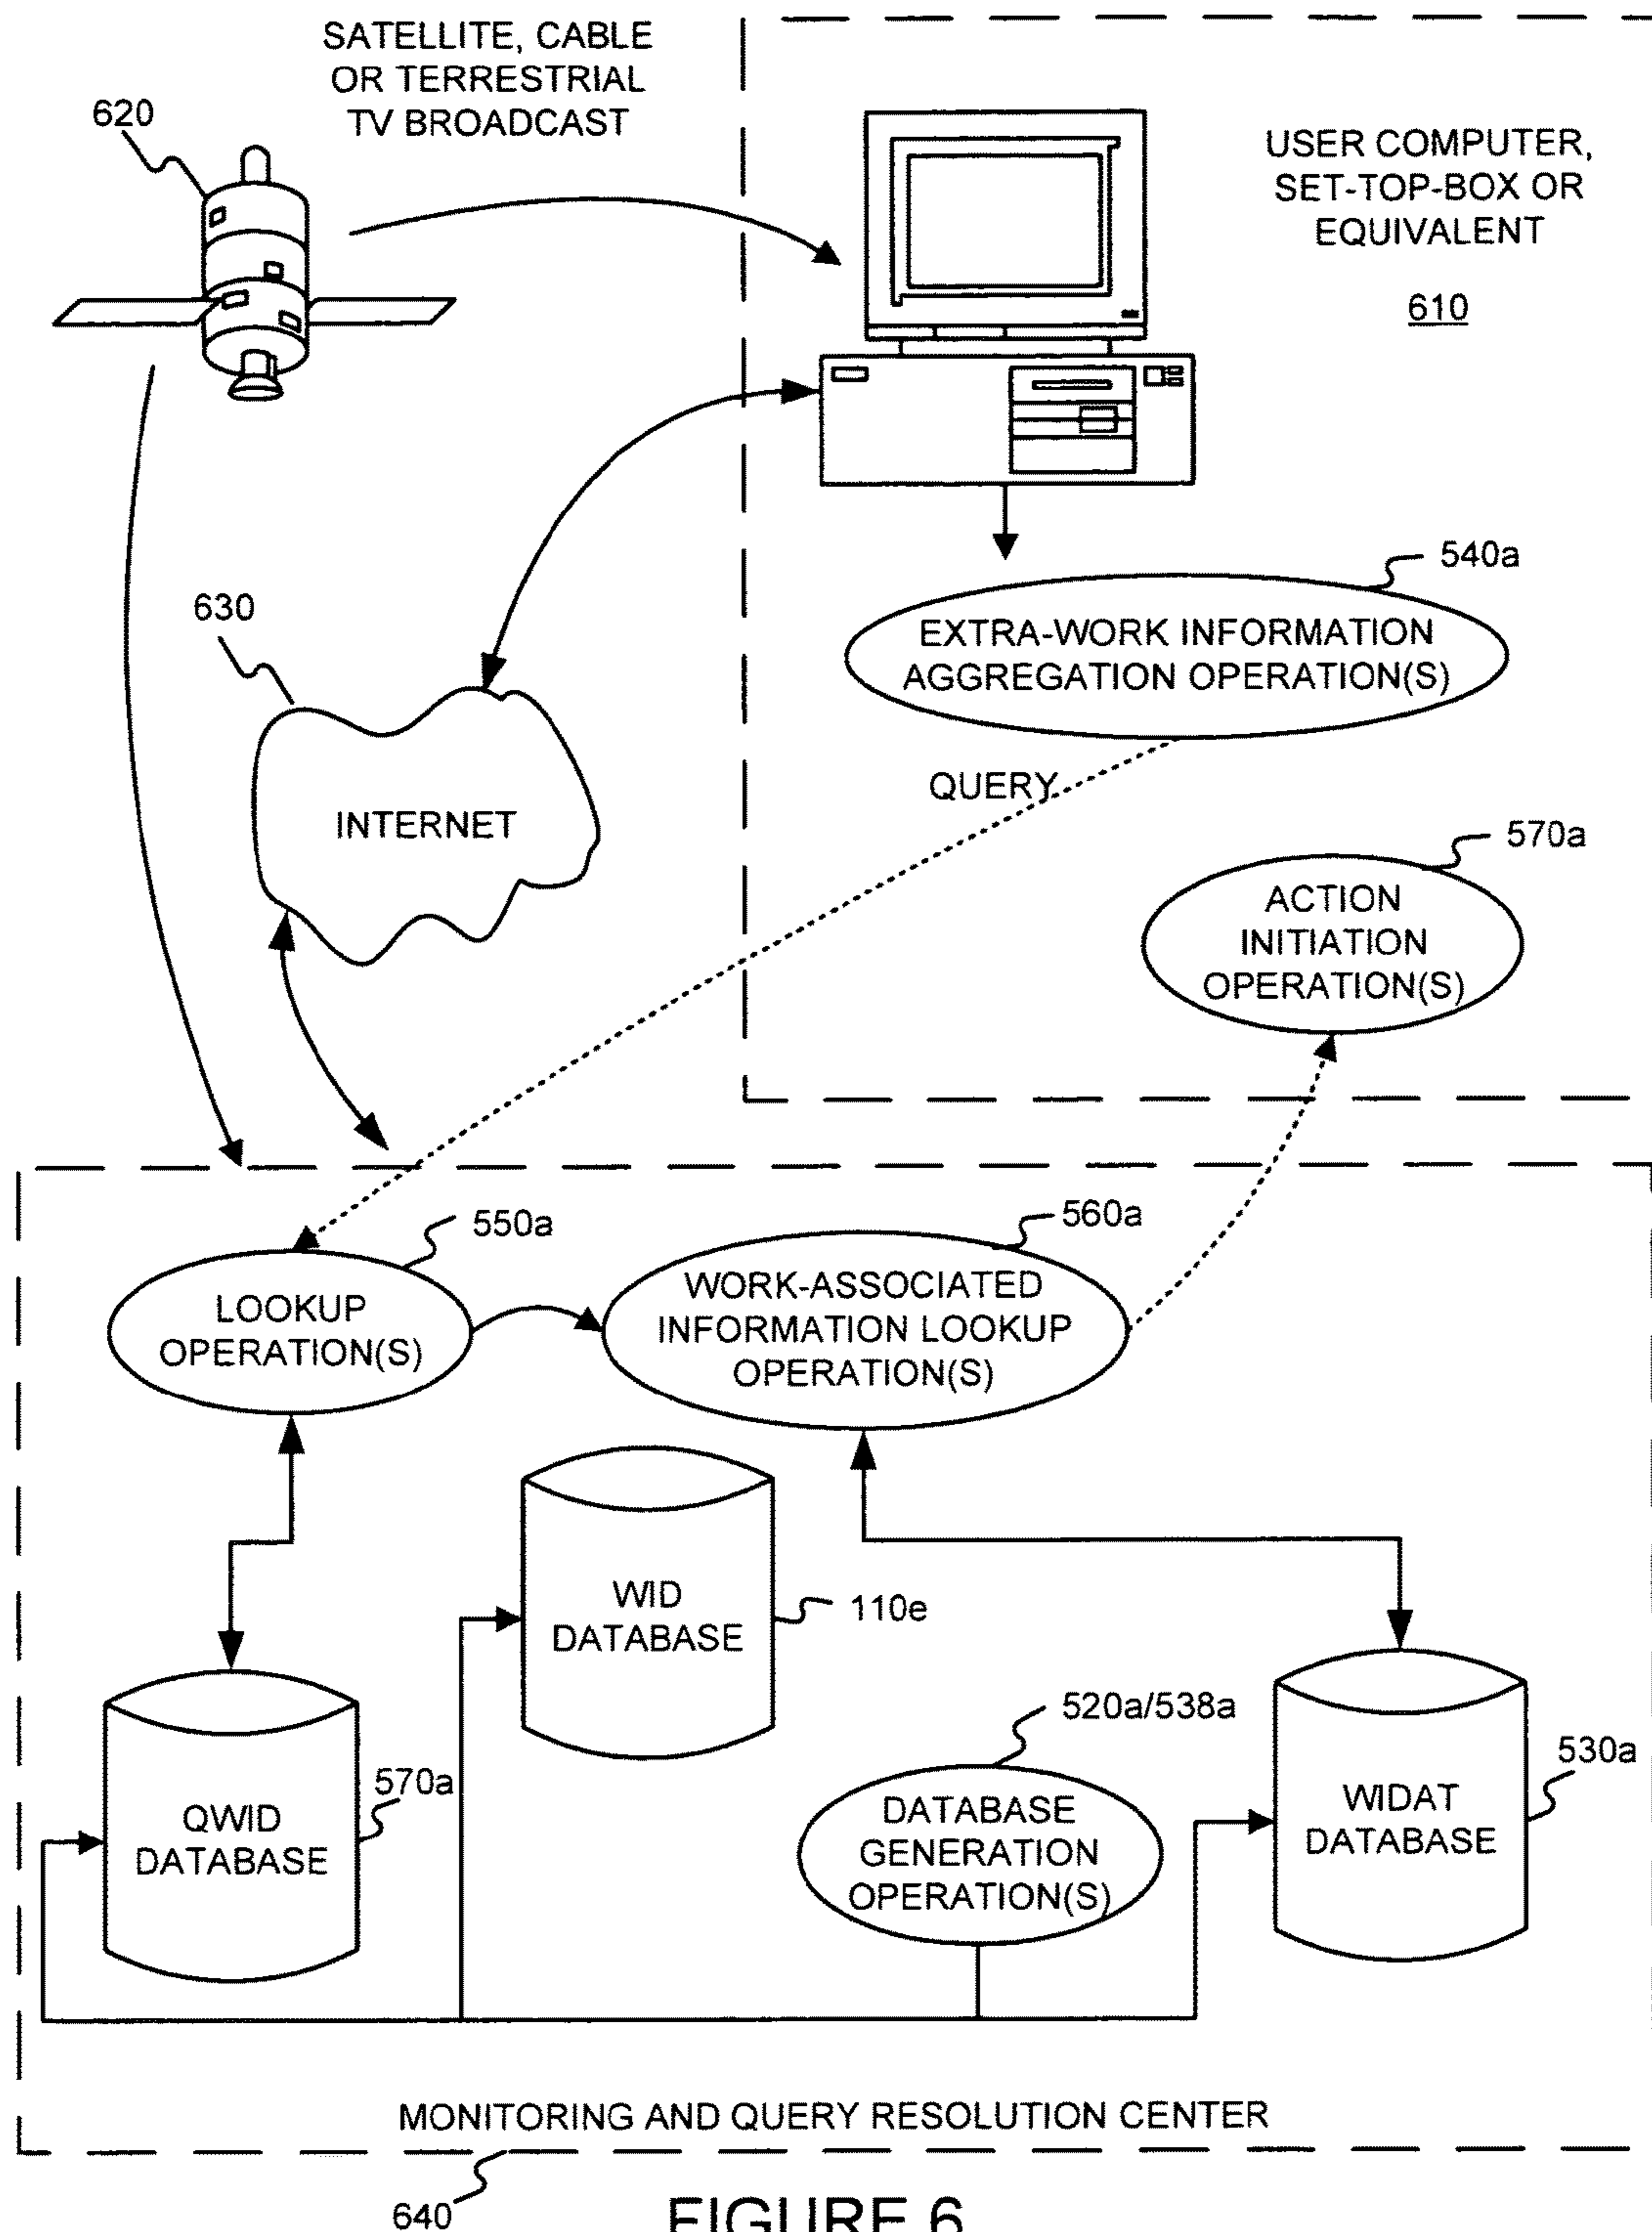 SATELLITE, CABLE
OR TERRESTRIAL
TV BROADCAST
620
USER COMPUTER,
SET-TOP-BOX OR
EQUIVALENT
610
540a
EXTRA-WORK INFORMATION
AGGREGATION OPERATION(S)
630
INTERNET
QUERY
570a
ACTION
INITIATION
OPERATION(S)
550a
LOOKUP
OPERATION(S)
560a
WORK-ASSOCIATED
INFORMATION LOOKUP
OPERATION(S)
WID
DATABASE
110e
QWID
DATABASE
570a
520a/538a
DATABASE
GENERATION
OPERATION(S)
WIDAT
DATABASE
530a
MONITORING AND QUERY RESOLUTION CENTER
640
FIGURE 6